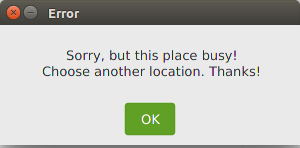 Error
Sorry, but this place busy!
Choose another location. Thanks!
OK